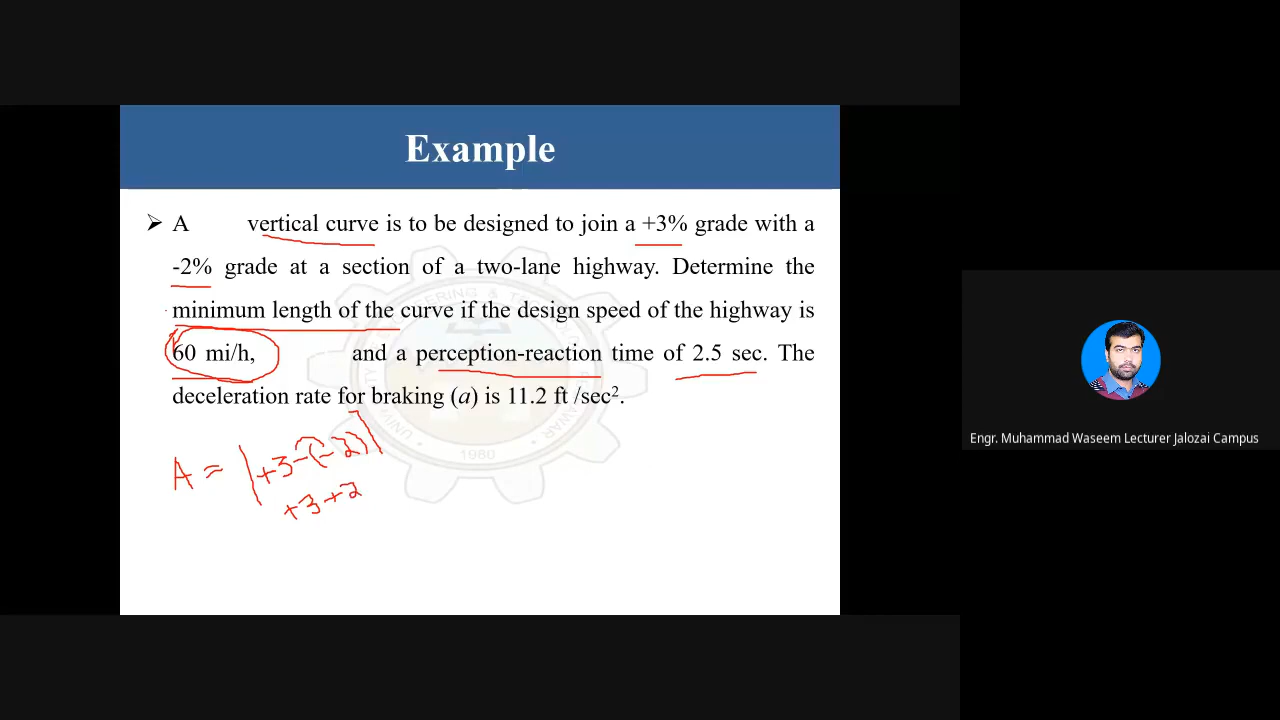 Example
➢ A vertical curve is to be designed to join a +3% grade with a
-2% grade at a section of a two-lane highway. Determine the
minimum length of the curve if the design speed of the highway is
60 mi/h, and a perception-reaction time of 2.5 sec. The
deceleration rate for braking (a) is 11.2 ft /sec².
A = |+3-(-2)|
+3+2
1980
Engr. Muhammad Waseem Lecturer Jalozai Campus